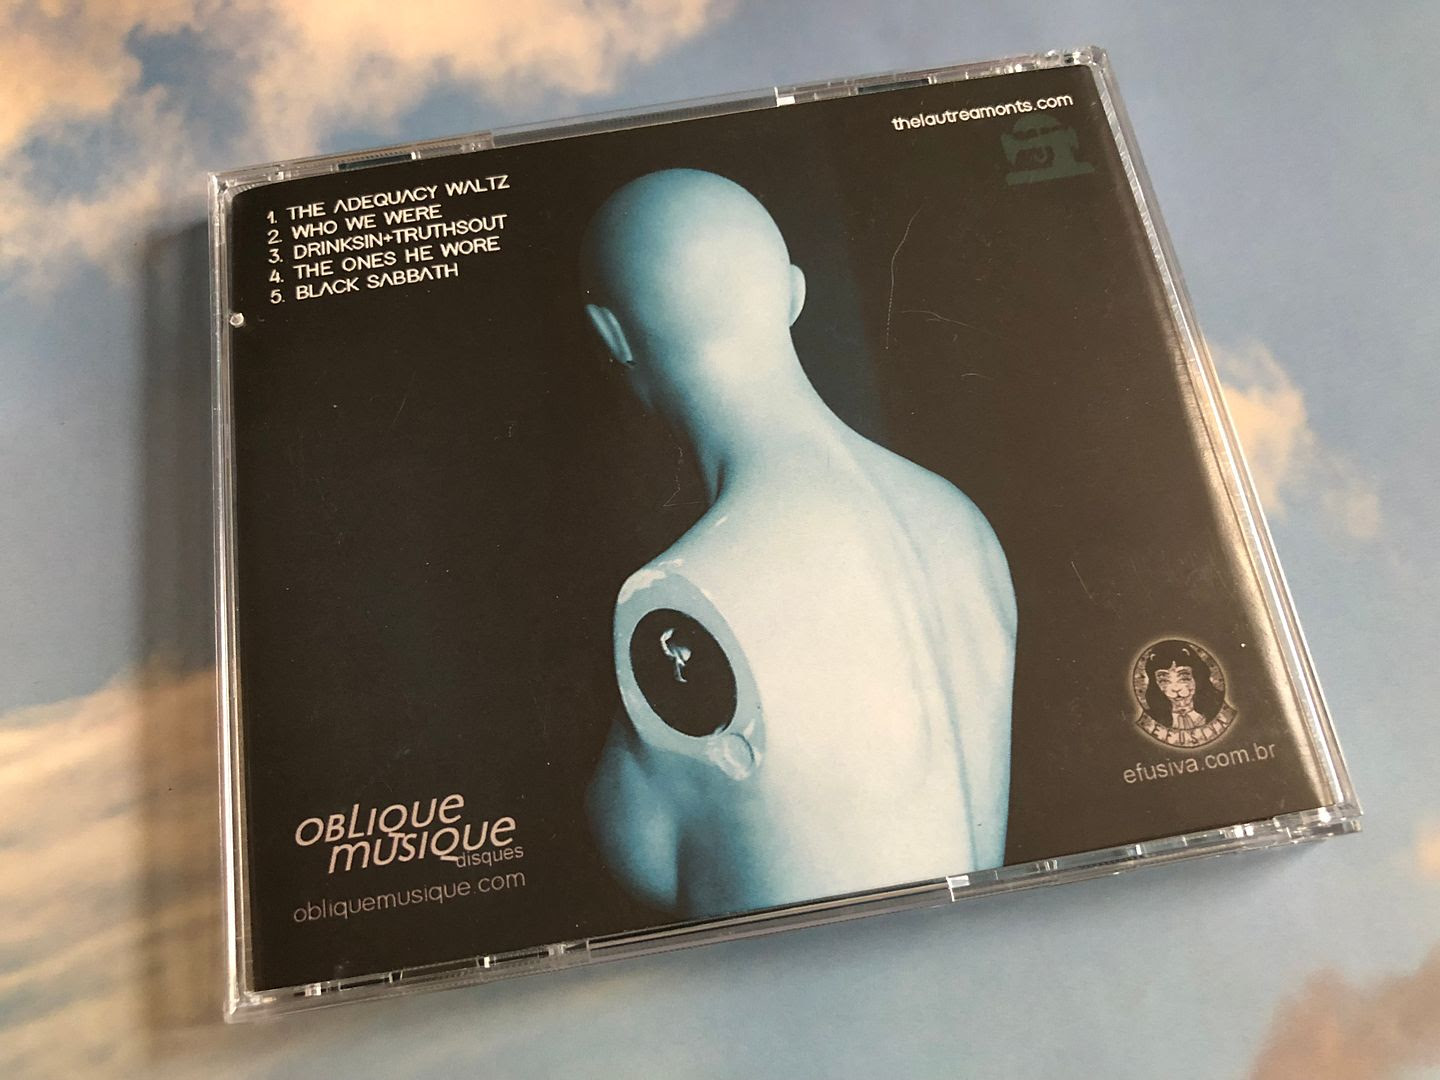 thelautreamonts.com
1. THE ADEQUACY WALTZ
2. WHO WE WERE
3. DRINKSIN+TRUTHSOUT
4. THE ONES HE WORE
5. BLACK SABBATH
EFUSIVA
efusiva.com.br
OBLIQUE
MUSIQUE
disques
obliquemusique.com